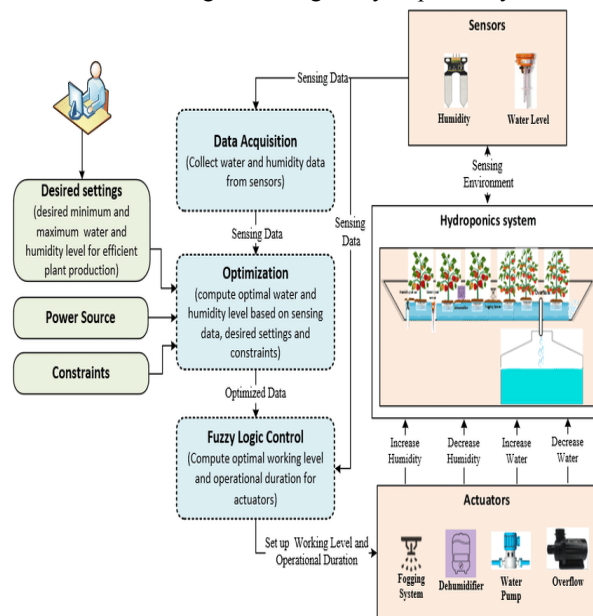 Sensors
Humidity
Water Level
Sensing Data
Data Acquisition
(Collect water and humidity data
from sensors)
Sensing
Environment
Desired settings
(desired minimum and
maximum water and
humidity level for efficient
plant production)
Sensing Data
Sensing
Data
Hydroponics system
Optimization
(compute optimal water and
humidity level based on sensing
data, desired settings and
constraints)
Power Source
Constraints
Optimized Data
Fuzzy Logic Control
(Compute optimal working level
and operational duration for
actuators)
Increase
Humidity
Decrease
Humidity
Increase
Water
Decrease
Water
Actuators
Set up Working Level and
Operational Duration
Fogging
System
Dehumidifier
Water
Pump
Overflow